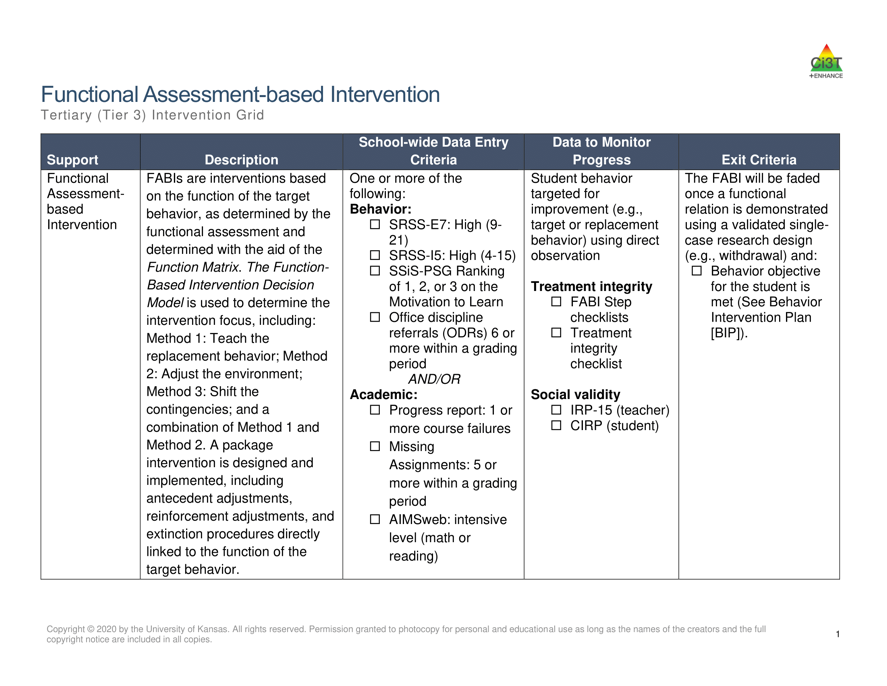 Ci3T
+ENHANCE
Functional Assessment-based Intervention
Tertiary (Tier 3) Intervention Grid
Support
Description
School-wide Data Entry
Criteria
Data to Monitor
Progress
Exit Criteria
Functional
Assessment-
based
Intervention
FABIs are interventions based
on the function of the target
behavior, as determined by the
functional assessment and
determined with the aid of the
Function Matrix. The Function-
Based Intervention Decision
Model is used to determine the
intervention focus, including:
Method 1: Teach the
replacement behavior; Method
2: Adjust the environment;
Method 3: Shift the
contingencies; and a
combination of Method 1 and
Method 2. A package
intervention is designed and
implemented, including
antecedent adjustments,
reinforcement adjustments, and
extinction procedures directly
linked to the function of the
target behavior.
One or more of the
following:
Behavior:
☐ SRSS-E7: High (9-
21)
☐ SRSS-I5: High (4-15)
☐ SSiS-PSG Ranking
of 1, 2, or 3 on the
Motivation to Learn
☐ Office discipline
referrals (ODRs) 6 or
more within a grading
period
AND/OR
Academic:
☐ Progress report: 1 or
more course failures
☐ Missing
Assignments: 5 or
more within a grading
period
☐ AIMSweb: intensive
level (math or
reading)
Student behavior
targeted for
improvement (e.g.,
target or replacement
behavior) using direct
observation
Treatment integrity
☐ FABI Step
checklists
☐ Treatment
integrity
checklist
Social validity
☐ IRP-15 (teacher)
☐ CIRP (student)
The FABI will be faded
once a functional
relation is demonstrated
using a validated single-
case research design
(e.g., withdrawal) and:
☐ Behavior objective
for the student is
met (See Behavior
Intervention Plan
[BIP]).
Copyright © 2020 by the University of Kansas. All rights reserved. Permission granted to photocopy for personal and educational use as long as the names of the creators and the full
copyright notice are included in all copies.
1